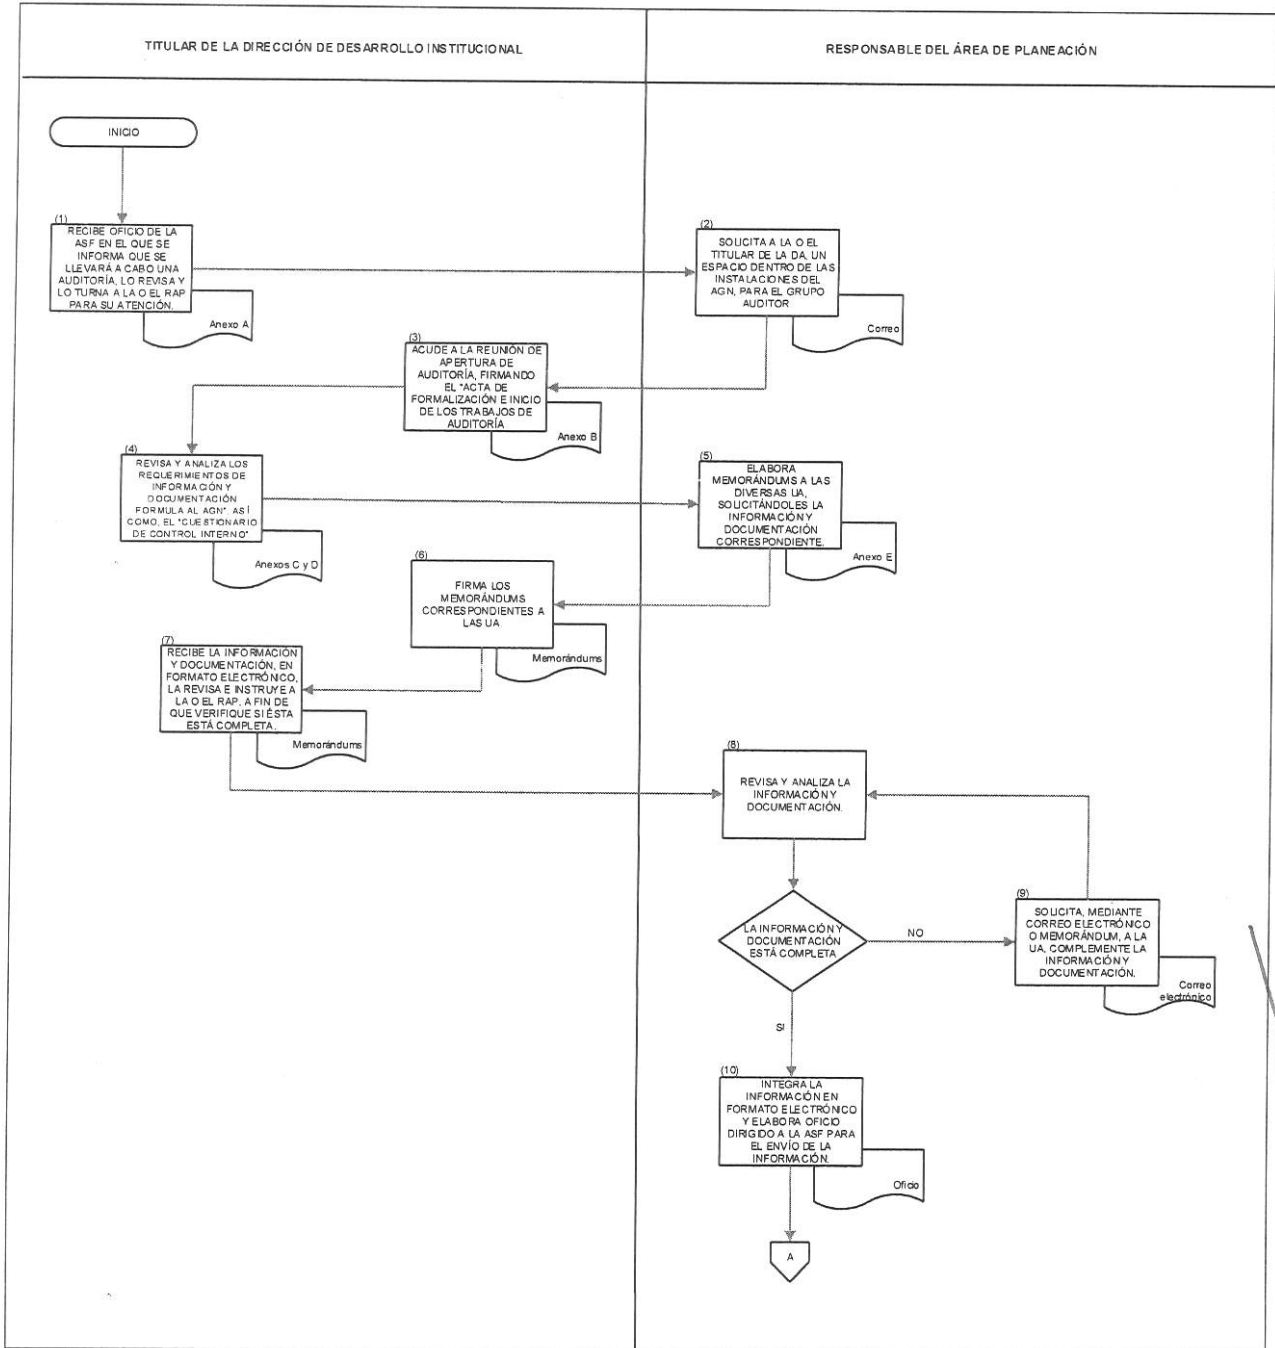 TITULAR DE LA DIRECCIÓN DE DESARROLLO INSTITUCIONAL
RESPONSABLE DEL ÁREA DE PLANEACIÓN
INICIO
(1)
RECIBE OFICIO DE LA
ASF EN EL QUE SE
INFORMA QUE SE
LLEVARÁ A CABO UNA
AUDITORÍA, LO REVISA Y
LO TURNA A LA O EL RAP
PARA SU ATENCIÓN.
Anexo A
(2)
SOLICITA A LA O EL
TITULAR DE LA DA, UN
ESPACIO DENTRO DE LAS
INSTALACIONES DEL
AGN, PARA EL GRUPO
AUDITOR
Correo
(3)
ACUDE A LA REUNIÓN DE
APERTURA DE
AUDITORÍA, FIRMANDO
EL "ACTA DE
FORMALIZACIÓN E INICIO
DE LOS TRABAJOS DE
AUDITORÍA
Anexo B
(4)
REVISA Y ANALIZA LOS
REQUERIMIENTOS DE
INFORMACIÓN Y
DOCUMENTACIÓN
FORMULA AL AGN", ASÍ
COMO, EL "CUESTIONARIO
DE CONTROL INTERNO"
Anexos C y D
(5)
ELABORA
MEMORÁNDUMS A LAS
DIVERSAS UA,
SOLICITÁNDOLES LA
INFORMACIÓN Y
DOCUMENTACIÓN
CORRESPONDIENTE.
Anexo E
(6)
FIRMA LOS
MEMORÁNDUMS
CORRESPONDIENTES A
LAS UA
Memorándums
(7)
RECIBE LA INFORMACIÓN
Y DOCUMENTACIÓN, EN
FORMATO ELECTRÓNICO,
LA REVISA E INSTRUYE A
LA O EL RAP, A FIN DE
QUE VERIFIQUE SI ÉSTA
ESTÁ COMPLETA.
Memorándums
(8)
REVISA Y ANALIZA LA
INFORMACIÓN Y
DOCUMENTACIÓN.
LA INFORMACIÓN Y
DOCUMENTACIÓN
ESTÁ COMPLETA
NO
(9)
SOLICITA, MEDIANTE
CORREO ELECTRÓNICO
O MEMORÁNDUM, A LA
UA, COMPLEMENTE LA
INFORMACIÓN Y
DOCUMENTACIÓN.
Correo
electrónico
SI
(10)
INTEGRA LA
INFORMACIÓN EN
FORMATO ELECTRÓNICO
Y ELABORA OFICIO
DIRIGIDO A LA ASF PARA
EL ENVÍO DE LA
INFORMACIÓN.
Oficio
A